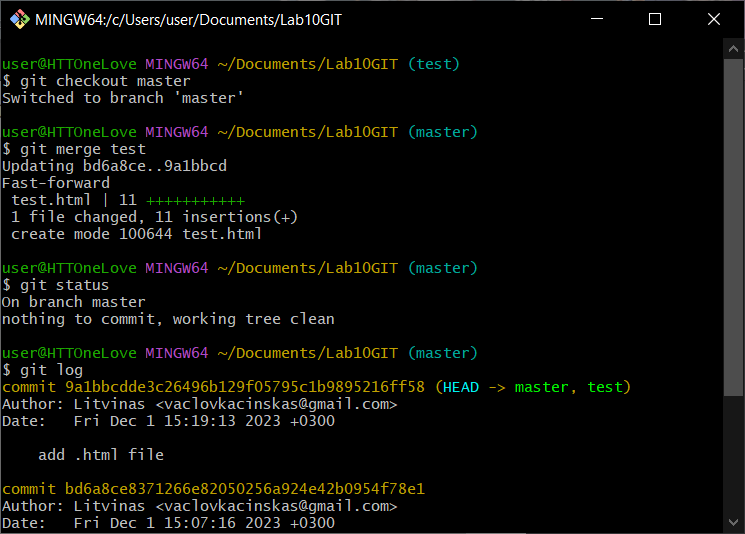 MINGW64:/c/Users/user/Documents/Lab10GIT
user@HTTOneLove MINGW64 ~/Documents/Lab10GIT (test)
$ git checkout master
Switched to branch 'master'
user@HTTOneLove MINGW64 ~/Documents/Lab10GIT (master)
$ git merge test
Updating bd6a8ce..9a1bbcd
Fast-forward
 test.html | 11 +++++++++++
 1 file changed, 11 insertions(+)
 create mode 100644 test.html
user@HTTOneLove MINGW64 ~/Documents/Lab10GIT (master)
$ git status
On branch master
nothing to commit, working tree clean
user@HTTOneLove MINGW64 ~/Documents/Lab10GIT (master)
$ git log
commit 9a1bbcdde3c26496b129f05795c1b9895216ff58 (HEAD -> master, test)
Author: Litvinas <vaclovkacinskas@gmail.com>
Date:   Fri Dec 1 15:19:13 2023 +0300
    add .html file
commit bd6a8ce8371266e82050256a924e42b0954f78e1
Author: Litvinas <vaclovkacinskas@gmail.com>
Date:   Fri Dec 1 15:07:16 2023 +0300